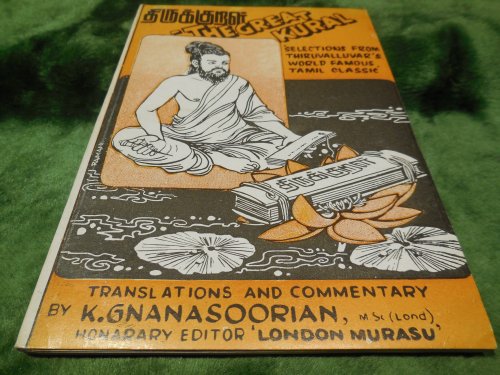 திருக்குறள்
THE GREAT
KURAL
SELECTIONS FROM
THIRUVALLUVAR'S
WORLD FAMOUS
TAMIL CLASSIC
திருக்குறள்
TRANSLATIONS AND COMMENTARY
BY K.GNANASOORIAN, M.Sc (Lond)
HONARARY EDITOR 'LONDON MURASU'